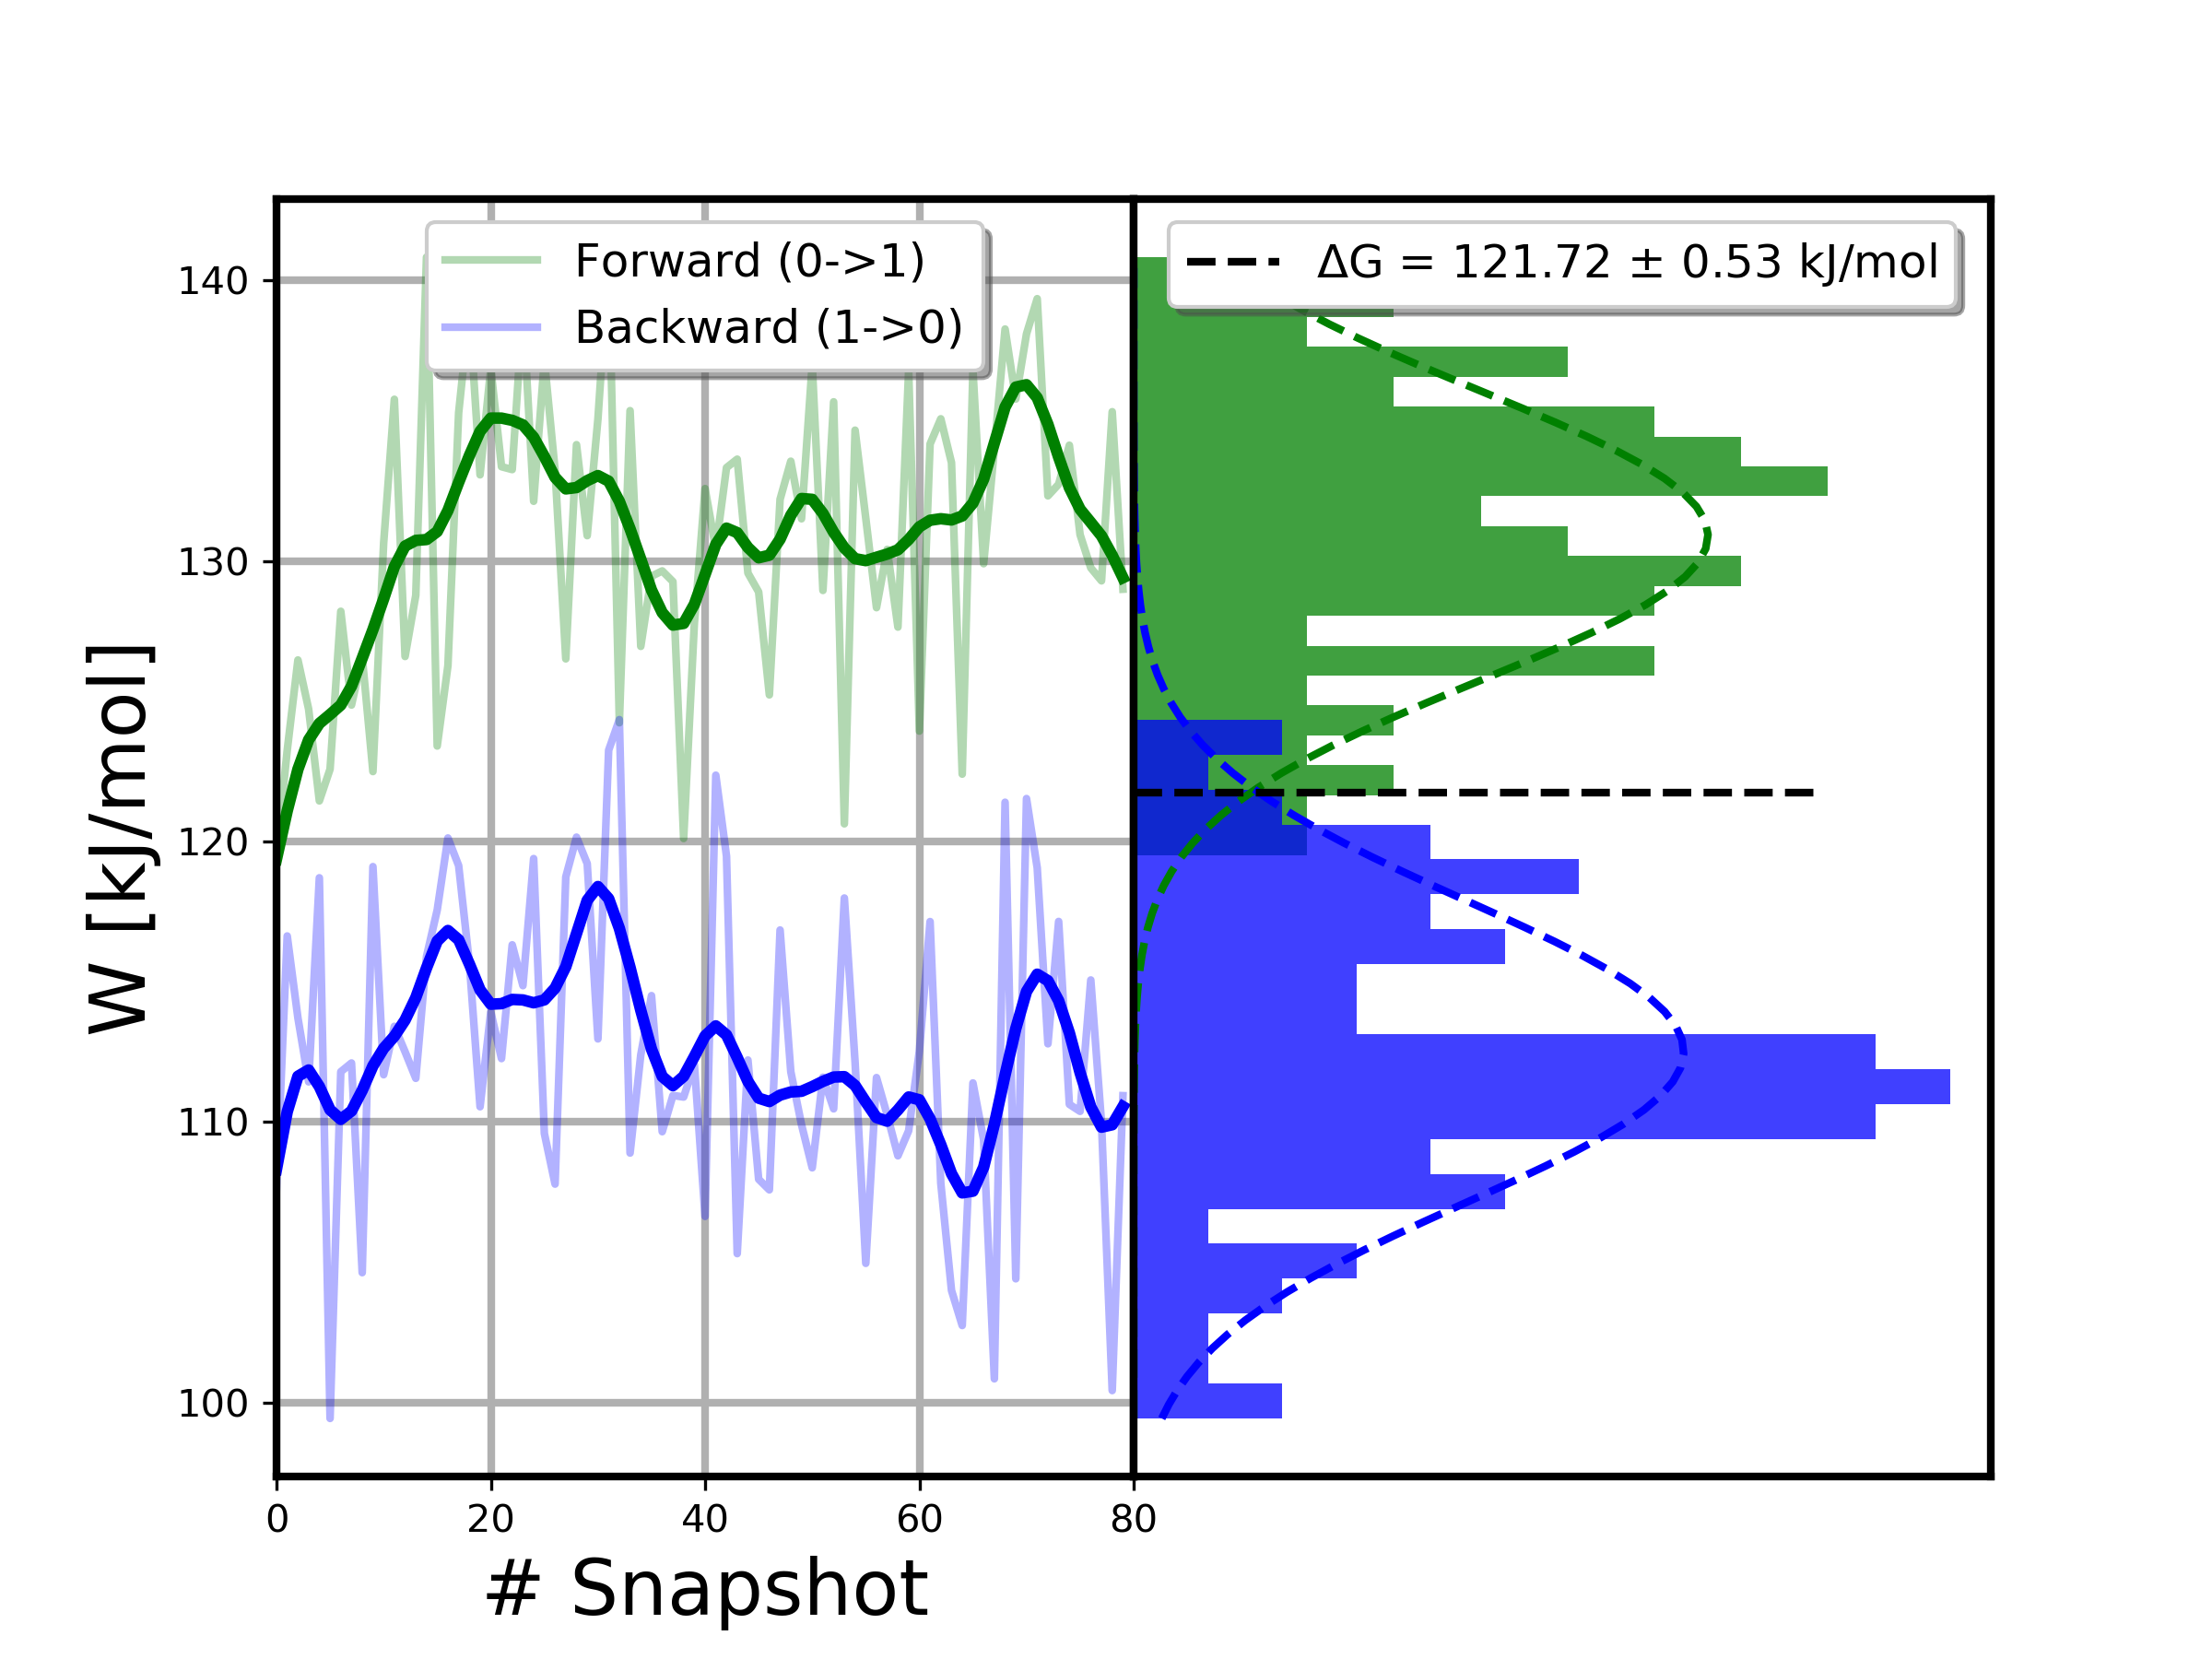 Forward (0->1)
Backward (1->0)
ΔG = 121.72 ± 0.53 kJ/mol
W [kJ/mol]
140
130
120
110
100
0 20 40 60 80
# Snapshot